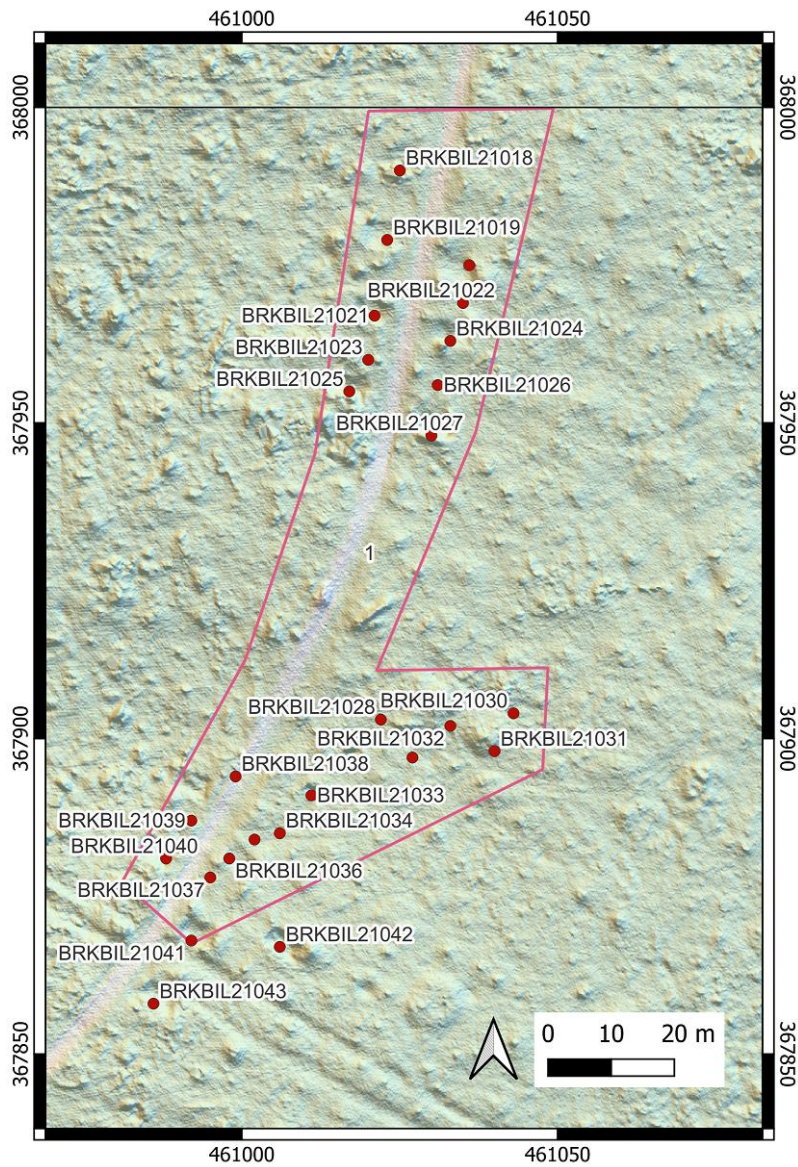 461000
461050
368000
368000
BRKBIL21018
BRKBIL21019
BRKBIL21022
BRKBIL21021
BRKBIL21024
BRKBIL21023
BRKBIL21025
BRKBIL21026
BRKBIL21027
367950
367950
1
BRKBIL21028
BRKBIL21030
BRKBIL21032
BRKBIL21031
367900
367900
BRKBIL21038
BRKBIL21033
BRKBIL21039
BRKBIL21034
BRKBIL21040
BRKBIL21036
BRKBIL21037
BRKBIL21042
BRKBIL21041
BRKBIL21043
0 10 20 m
367850
367850
461000
461050